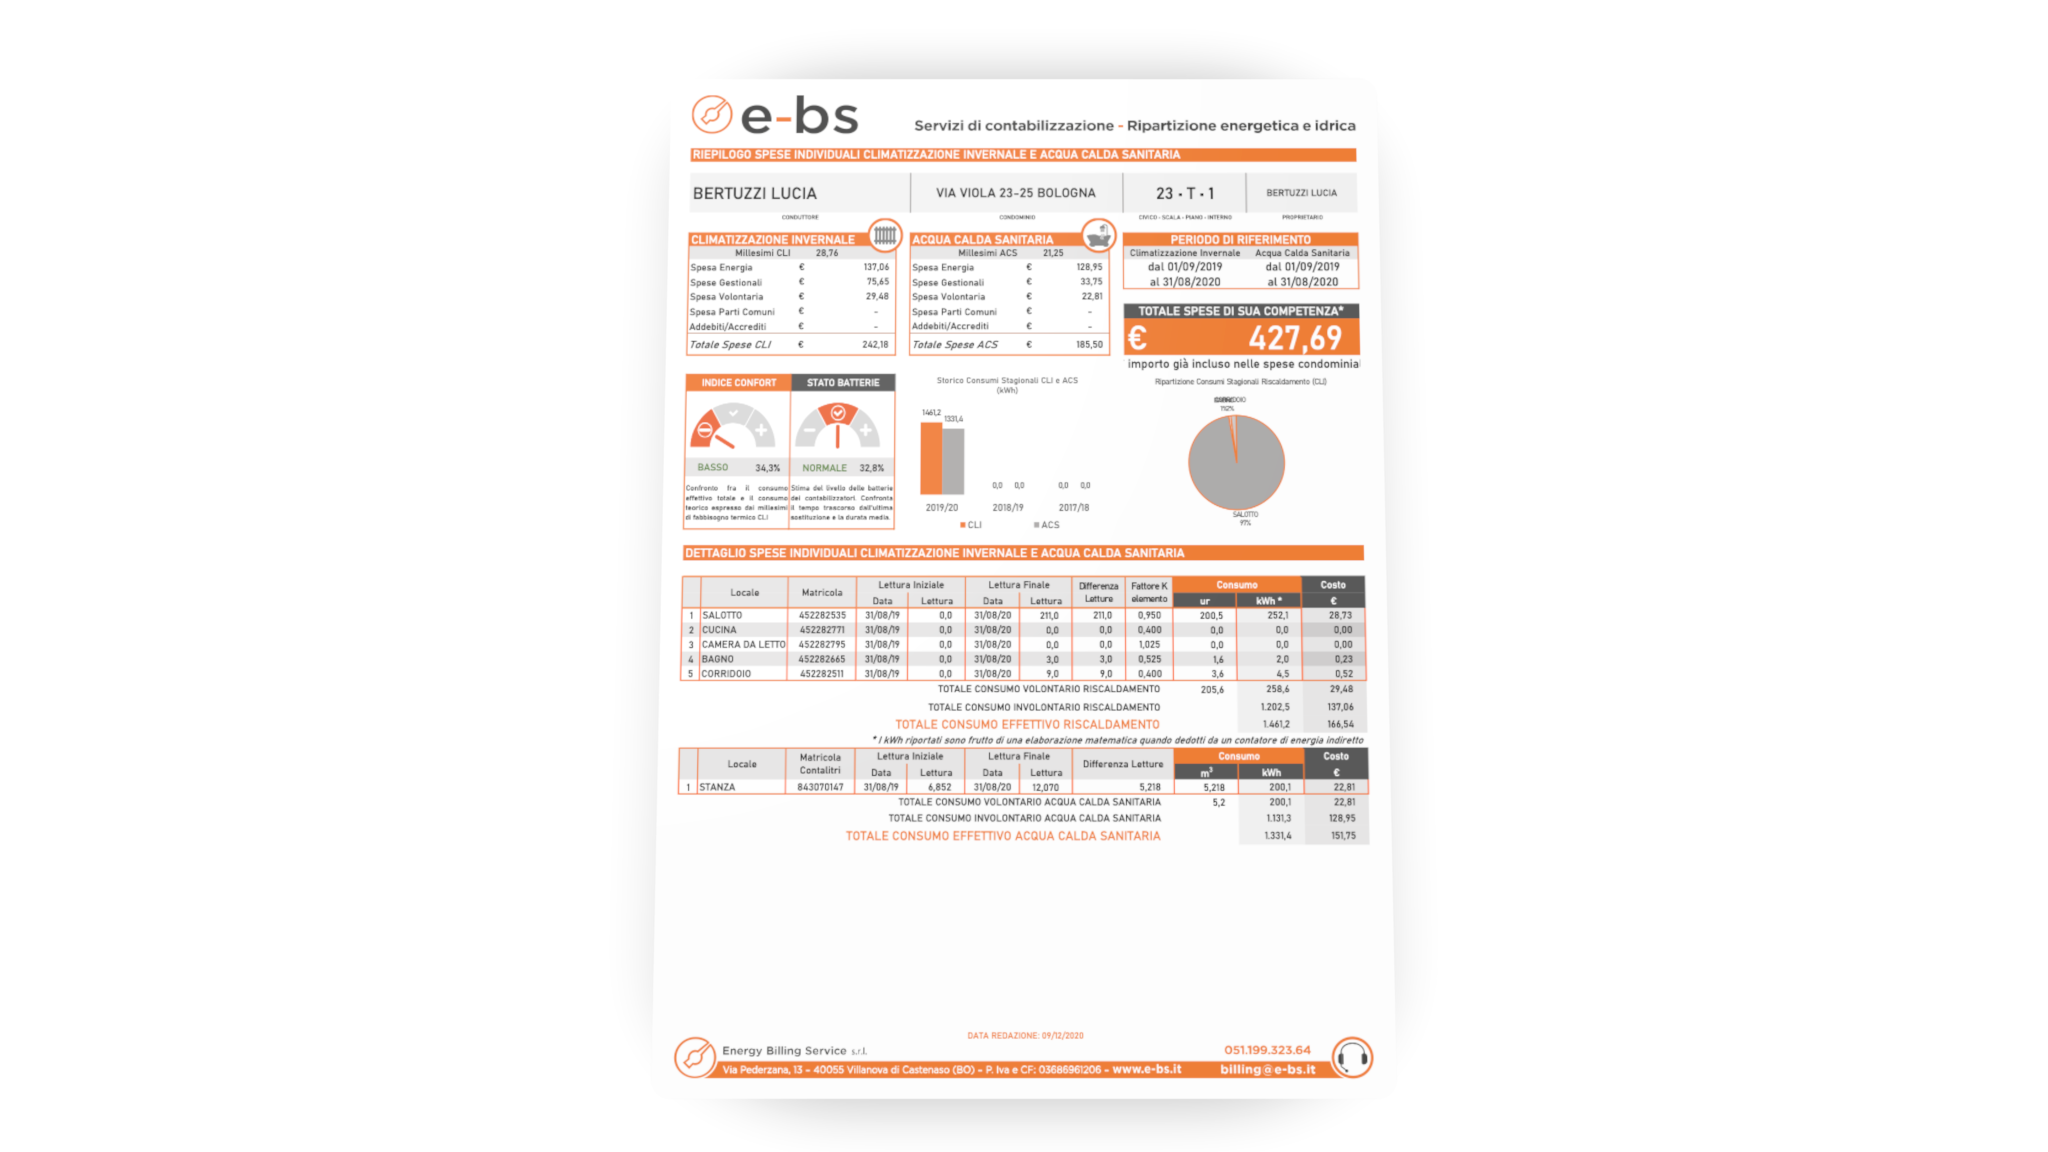 e-bs
Servizi di contabilizzazione - Ripartizione energetica e idrica
RIEPILOGO SPESE INDIVIDUALI CLIMATIZZAZIONE INVERNALE E ACQUA CALDA SANITARIA
BERTUZZI LUCIA VIA VIOLA 23-25 BOLOGNA 23 - T - 1 BERTUZZI LUCIA
CONDUTTORE CONDOMINIO CIVICO - SCALA - PIANO - INTERNO PROPRIETARIO
CLIMATIZZAZIONE INVERNALE
Millesimi CLI 28,76
Spesa Energia € 137,06
Spese Gestionali € 75,65
Spesa Volontaria € 29,48
Spesa Parti Comuni € -
Addebiti/Accrediti € -
Totale Spese CLI € 242,18
ACQUA CALDA SANITARIA
Millesimi ACS 21,25
Spesa Energia € 128,95
Spese Gestionali € 33,75
Spesa Volontaria € 22,81
Spesa Parti Comuni € -
Addebiti/Accrediti € -
Totale Spese ACS € 185,50
PERIODO DI RIFERIMENTO
Climatizzazione Invernale Acqua Calda Sanitaria
dal 01/09/2019 dal 01/09/2019
al 31/08/2020 al 31/08/2020
TOTALE SPESE DI SUA COMPETENZA*
€ 427,69
importo già incluso nelle spese condominia
INDICE CONFORT STATO BATTERIE
BASSO 34,3% NORMALE 32,8%
Confronto fra il consumo
effettivo totale e il consumo
teorico espresso dai millesimi
di fabbisogno termico CLI
Stima del livello delle batterie
dei contabilizzatori. Confronta
il tempo trascorso dall'ultima
sostituzione e la durata media.
Storico Consumi Stagionali CLI e ACS
(kWh)
1461,2
1331,4
0,0 0,0 0,0 0,0
2019/20 2018/19 2017/18
CLI ACS
Ripartizione Consumi Stagionali Riscaldamento (CLI)
SALOTTO
97%
DETTAGLIO SPESE INDIVIDUALI CLIMATIZZAZIONE INVERNALE E ACQUA CALDA SANITARIA
Locale Matricola Lettura Iniziale Lettura Finale Differenza Letture Fattore K elemento Consumo Costo
Data Lettura Data Lettura ur kWh * €
1 SALOTTO 452282535 31/08/19 0,0 31/08/20 211,0 211,0 0,950 200,5 252,1 28,73
2 CUCINA 452282771 31/08/19 0,0 31/08/20 0,0 0,0 0,400 0,0 0,0 0,00
3 CAMERA DA LETTO 452282795 31/08/19 0,0 31/08/20 0,0 0,0 1,025 0,0 0,0 0,00
4 BAGNO 452282665 31/08/19 0,0 31/08/20 3,0 3,0 0,525 1,6 2,0 0,23
5 CORRIDOIO 452282511 31/08/19 0,0 31/08/20 9,0 9,0 0,400 3,6 4,5 0,52
TOTALE CONSUMO VOLONTARIO RISCALDAMENTO 205,6 258,6 29,48
TOTALE CONSUMO INVOLONTARIO RISCALDAMENTO 1.202,5 137,06
TOTALE CONSUMO EFFETTIVO RISCALDAMENTO 1.461,2 166,54
* I kWh riportati sono frutto di una elaborazione matematica quando dedotti da un contatore di energia indiretto
Locale Matricola Contalitri Lettura Iniziale Lettura Finale Differenza Letture Consumo Costo
Data Lettura Data Lettura m³ kWh €
1 STANZA 843070147 31/08/19 6,852 31/08/20 12,070 5,218 5,218 200,1 22,81
TOTALE CONSUMO VOLONTARIO ACQUA CALDA SANITARIA 5,2 200,1 22,81
TOTALE CONSUMO INVOLONTARIO ACQUA CALDA SANITARIA 1.131,3 128,95
TOTALE CONSUMO EFFETTIVO ACQUA CALDA SANITARIA 1.331,4 151,75
DATA REDAZIONE: 09/12/2020
Energy Billing Service s.r.l. 051.199.323.64
Via Pederzana, 13 - 40055 Villanova di Castenaso (BO) - P. Iva e CF: 03686961206 - www.e-bs.it billing@e-bs.it